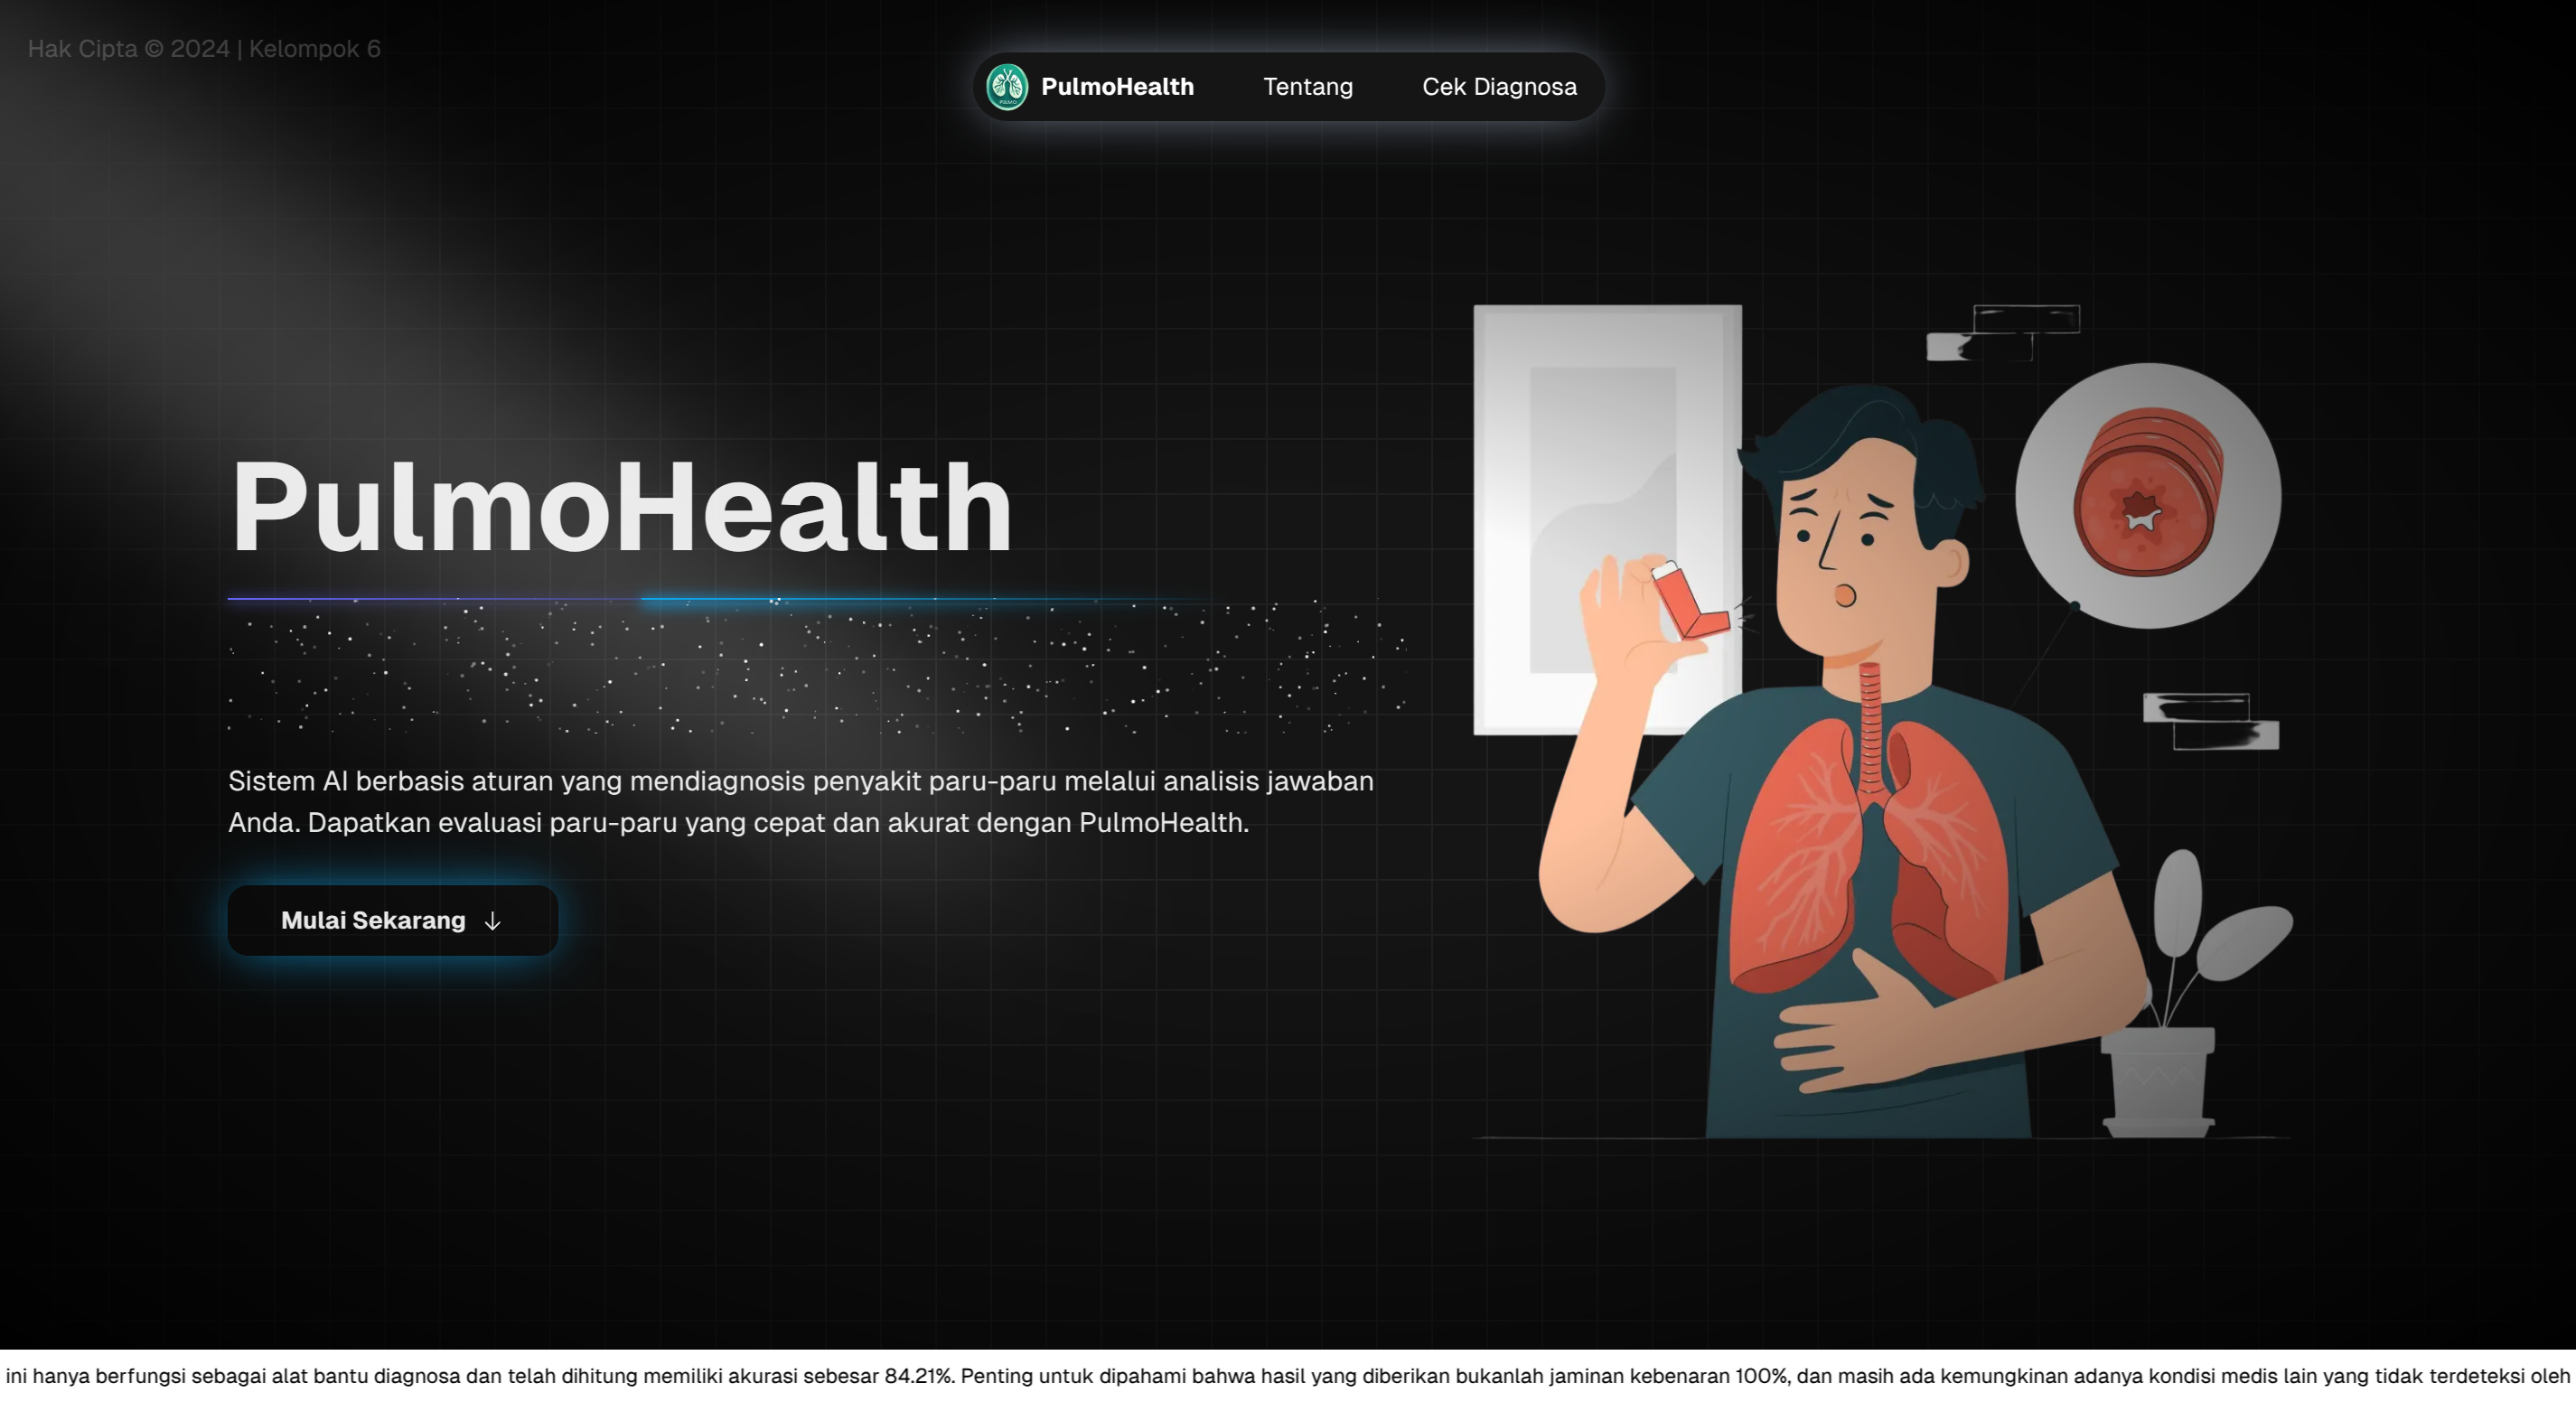 Hak Cipta © 2024 | Kelompok 6
PulmoHealth Tentang Cek Diagnosa
PulmoHealth
Sistem AI berbasis aturan yang mendiagnosis penyakit paru-paru melalui analisis jawaban
Anda. Dapatkan evaluasi paru-paru yang cepat dan akurat dengan PulmoHealth.
Mulai Sekarang ↓
ini hanya berfungsi sebagai alat bantu diagnosa dan telah dihitung memiliki akurasi sebesar 84.21%. Penting untuk dipahami bahwa hasil yang diberikan bukanlah jaminan kebenaran 100%, dan masih ada kemungkinan adanya kondisi medis lain yang tidak terdeteksi oleh